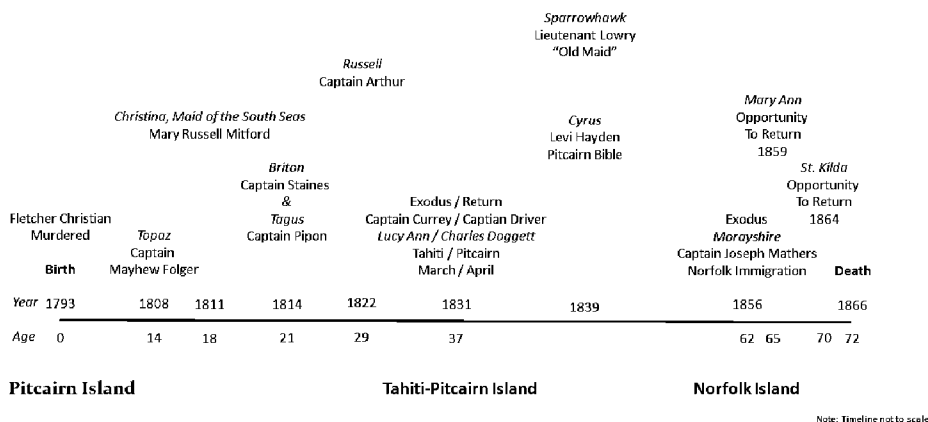 Sparrowhawk
Lieutenant Lowry
“Old Maid”
Russell
Captain Arthur
Christina, Maid of the South Seas
Mary Russell Mitford
Cyrus
Levi Hayden
Pitcairn Bible
Mary Ann
Opportunity
To Return
1859
Briton
Captain Staines
&
Tagus
Captain Pipon
St. Kilda
Opportunity
To Return
1864
Fletcher Christian
Murdered
Birth
Topaz
Captain
Mayhew Folger
Exodus / Return
Captain Currey / Captian Driver
Lucy Ann / Charles Doggett
Tahiti / Pitcairn
March / April
Exodus
Morayshire
Captain Joseph Mathers
Norfolk Immigration
Death
Year 1793 1808 1811 1814 1822 1831 1839 1856 1866
Age 0 14 18 21 29 37 62 65 70 72
Pitcairn Island Tahiti-Pitcairn Island Norfolk Island
Note: Timeline not to scale